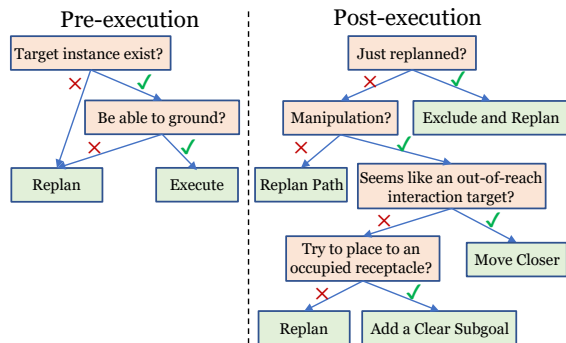 Pre-execution
Target instance exist?
Be able to ground?
Replan
Execute
Post-execution
Just replanned?
Manipulation?
Exclude and Replan
Replan Path
Seems like an out-of-reach
interaction target?
Try to place to an
occupied receptacle?
Move Closer
Replan
Add a Clear Subgoal